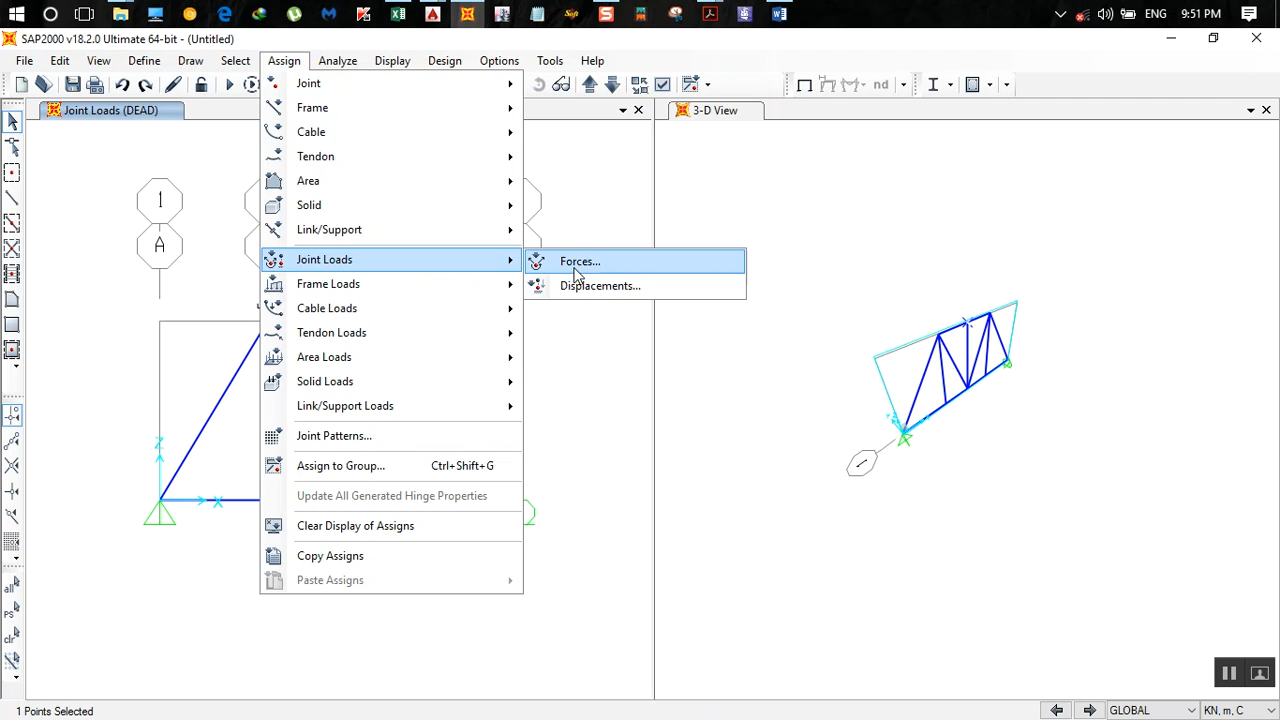 ENG 9:51 PM
SAP2000 v18.2.0 Ultimate 64-bit - (Untitled)
File Edit View Define Draw Select Assign Analyze Display Design Options Tools Help
nd
Joint Loads (DEAD)
3-D View
Joint
Frame
Cable
Tendon
Area
Solid
Link/Support
Joint Loads
Forces...
Frame Loads
Displacements...
Cable Loads
Tendon Loads
Area Loads
Solid Loads
Link/Support Loads
Joint Patterns...
Assign to Group... Ctrl+Shift+G
Update All Generated Hinge Properties
Clear Display of Assigns
Copy Assigns
Paste Assigns
1
A
Z
X
all
PS
clr
1 Points Selected
GLOBAL
KN, m, C